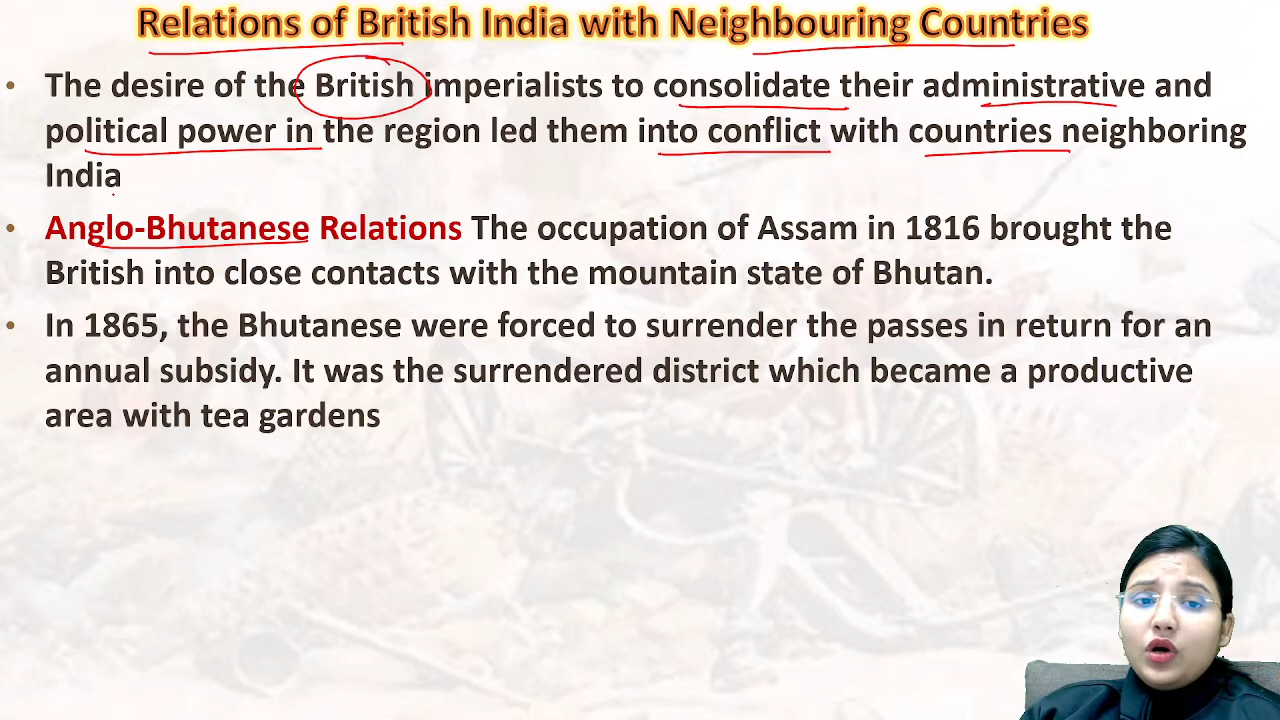 Relations of British India with Neighbouring Countries
• The desire of the British imperialists to consolidate their administrative and
political power in the region led them into conflict with countries neighboring
India
• Anglo-Bhutanese Relations The occupation of Assam in 1816 brought the
British into close contacts with the mountain state of Bhutan.
• In 1865, the Bhutanese were forced to surrender the passes in return for an
annual subsidy. It was the surrendered district which became a productive
area with tea gardens